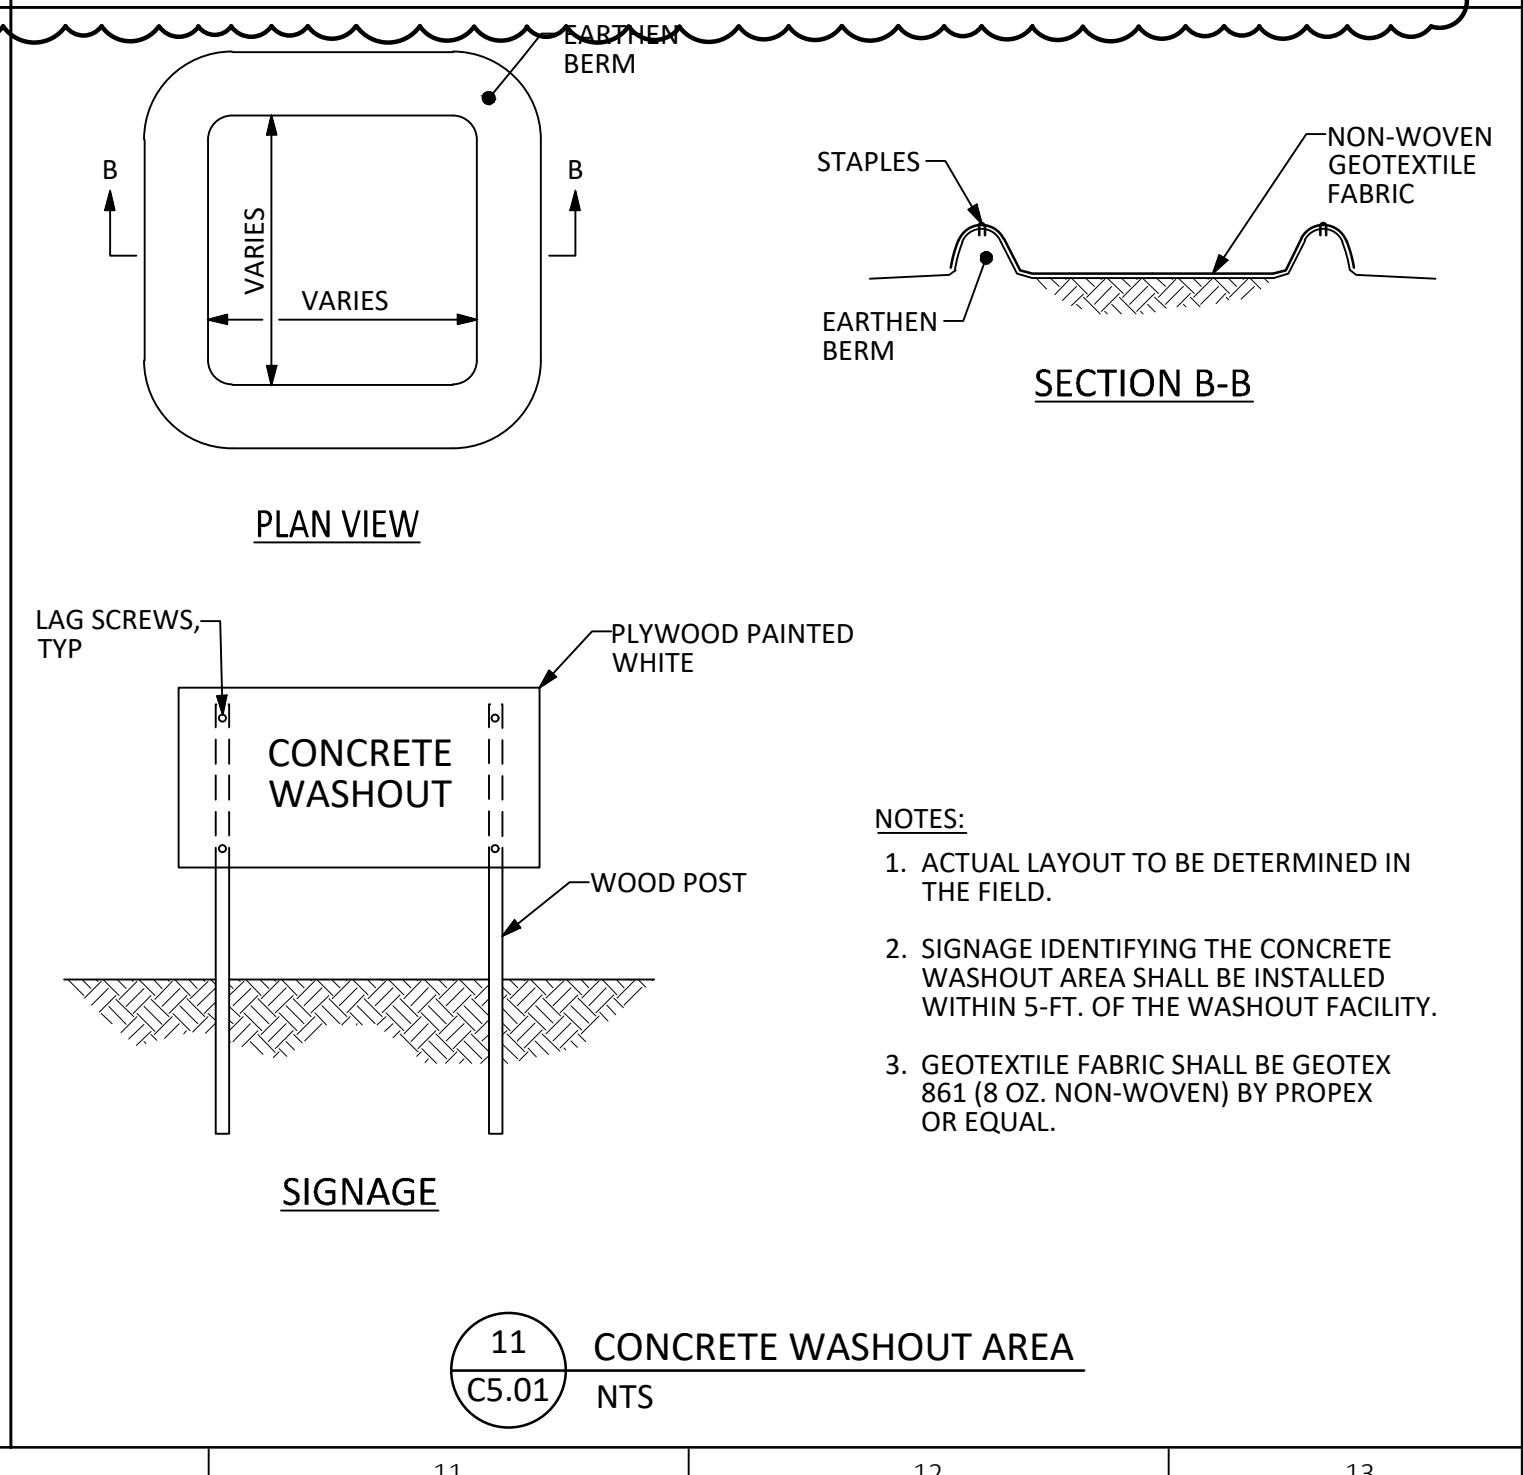 EARTHEN
BERM
B
B
VARIES
VARIES
PLAN VIEW
STAPLES
NON-WOVEN
GEOTEXTILE
FABRIC
EARTHEN
BERM
SECTION B-B
LAG SCREWS,
TYP
PLYWOOD PAINTED
WHITE
CONCRETE
WASHOUT
WOOD POST
SIGNAGE
NOTES:
1. ACTUAL LAYOUT TO BE DETERMINED IN
THE FIELD.
2. SIGNAGE IDENTIFYING THE CONCRETE
WASHOUT AREA SHALL BE INSTALLED
WITHIN 5-FT. OF THE WASHOUT FACILITY.
3. GEOTEXTILE FABRIC SHALL BE GEOTEX
861 (8 OZ. NON-WOVEN) BY PROPEX
OR EQUAL.
11
C5.01
CONCRETE WASHOUT AREA
NTS
11
12
13